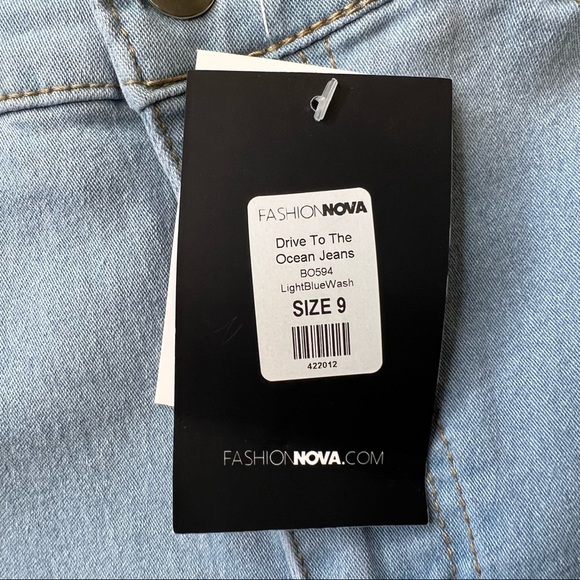 FASHIONNOVA
Drive To The
Ocean Jeans
BO594
LightBlueWash
SIZE 9
422012
FASHIONNOVA.COM